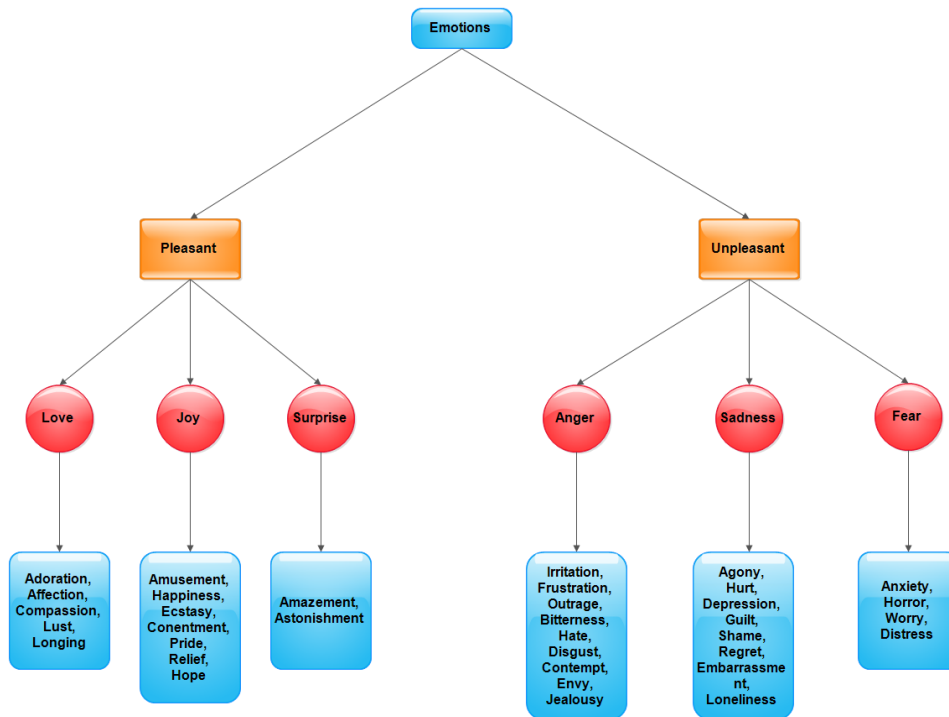 Emotions
Pleasant
Unpleasant
Love
Joy
Surprise
Anger
Sadness
Fear
Adoration,
Affection,
Compassion,
Lust,
Longing
Amusement,
Happiness,
Ecstasy,
Conentment,
Pride,
Relief,
Hope
Amazement,
Astonishment
Irritation,
Frustration,
Outrage,
Bitterness,
Hate,
Disgust,
Contempt,
Envy,
Jealousy
Agony,
Hurt,
Depression,
Guilt,
Shame,
Regret,
Embarrassme
nt,
Loneliness
Anxiety,
Horror,
Worry,
Distress